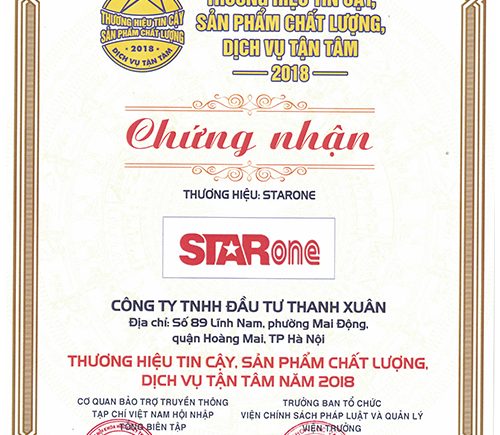 THƯƠNG HIỆU TIN CẬY
SẢN PHẨM CHẤT LƯỢNG
2018
DỊCH VỤ TẬN TÂM
THƯƠNG HIỆU TIN CẬY,
SẢN PHẨM CHẤT LƯỢNG,
DỊCH VỤ TẬN TÂM
2018
Chứng nhận
THƯƠNG HIỆU: STARONE
STARone
CÔNG TY TNHH ĐẦU TƯ THANH XUÂN
Địa chỉ: Số 89 Lĩnh Nam, phường Mai Động,
quận Hoàng Mai, TP Hà Nội
THƯƠNG HIỆU TIN CẬY, SẢN PHẨM CHẤT LƯỢNG,
DỊCH VỤ TẬN TÂM NĂM 2018
CƠ QUAN BẢO TRỢ TRUYỀN THÔNG
TẠP CHÍ VIỆT NAM HỘI NHẬP
TỔNG BIÊN TẬP
TRƯỞNG BAN TỔ CHỨC
VIỆN CHÍNH SÁCH PHÁP LUẬT VÀ QUẢN LÝ
VIỆN TRƯỞNG